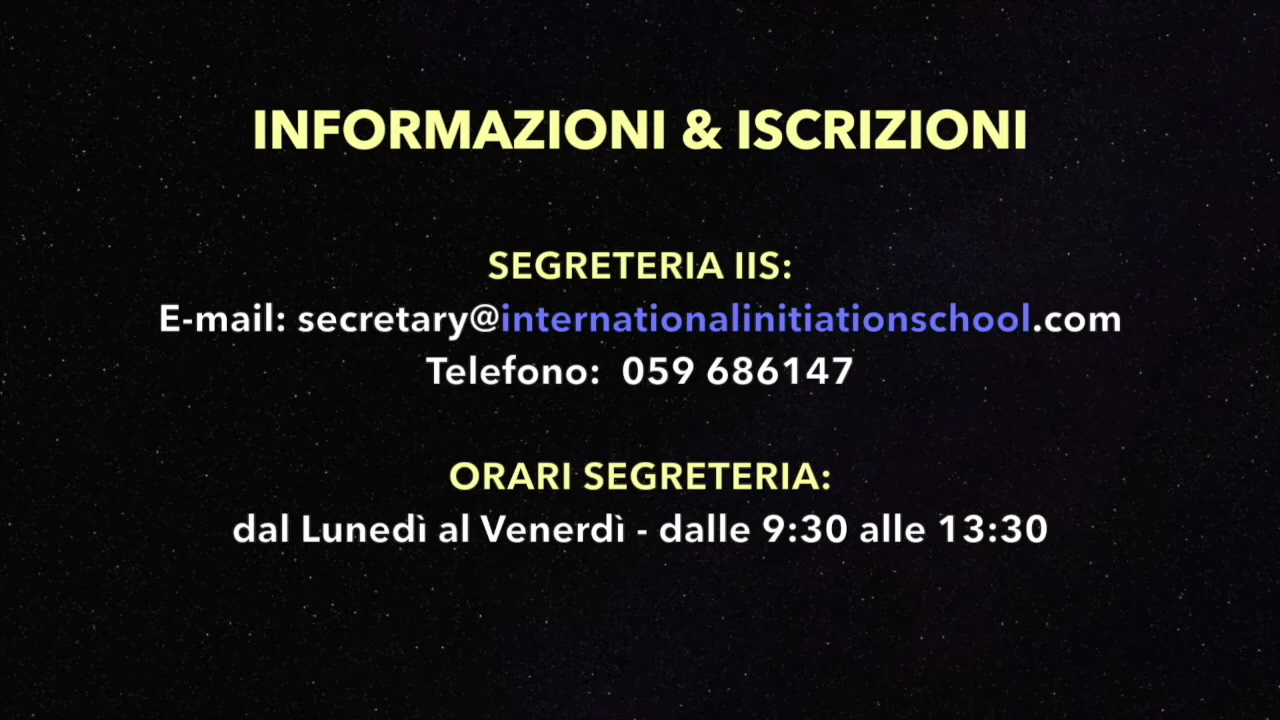 INFORMAZIONI & ISCRIZIONI
SEGRETERIA IIS:
E-mail: secretary@internationalinitiationschool.com
Telefono: 059 686147
ORARI SEGRETERIA:
dal Lunedì al Venerdì - dalle 9:30 alle 13:30